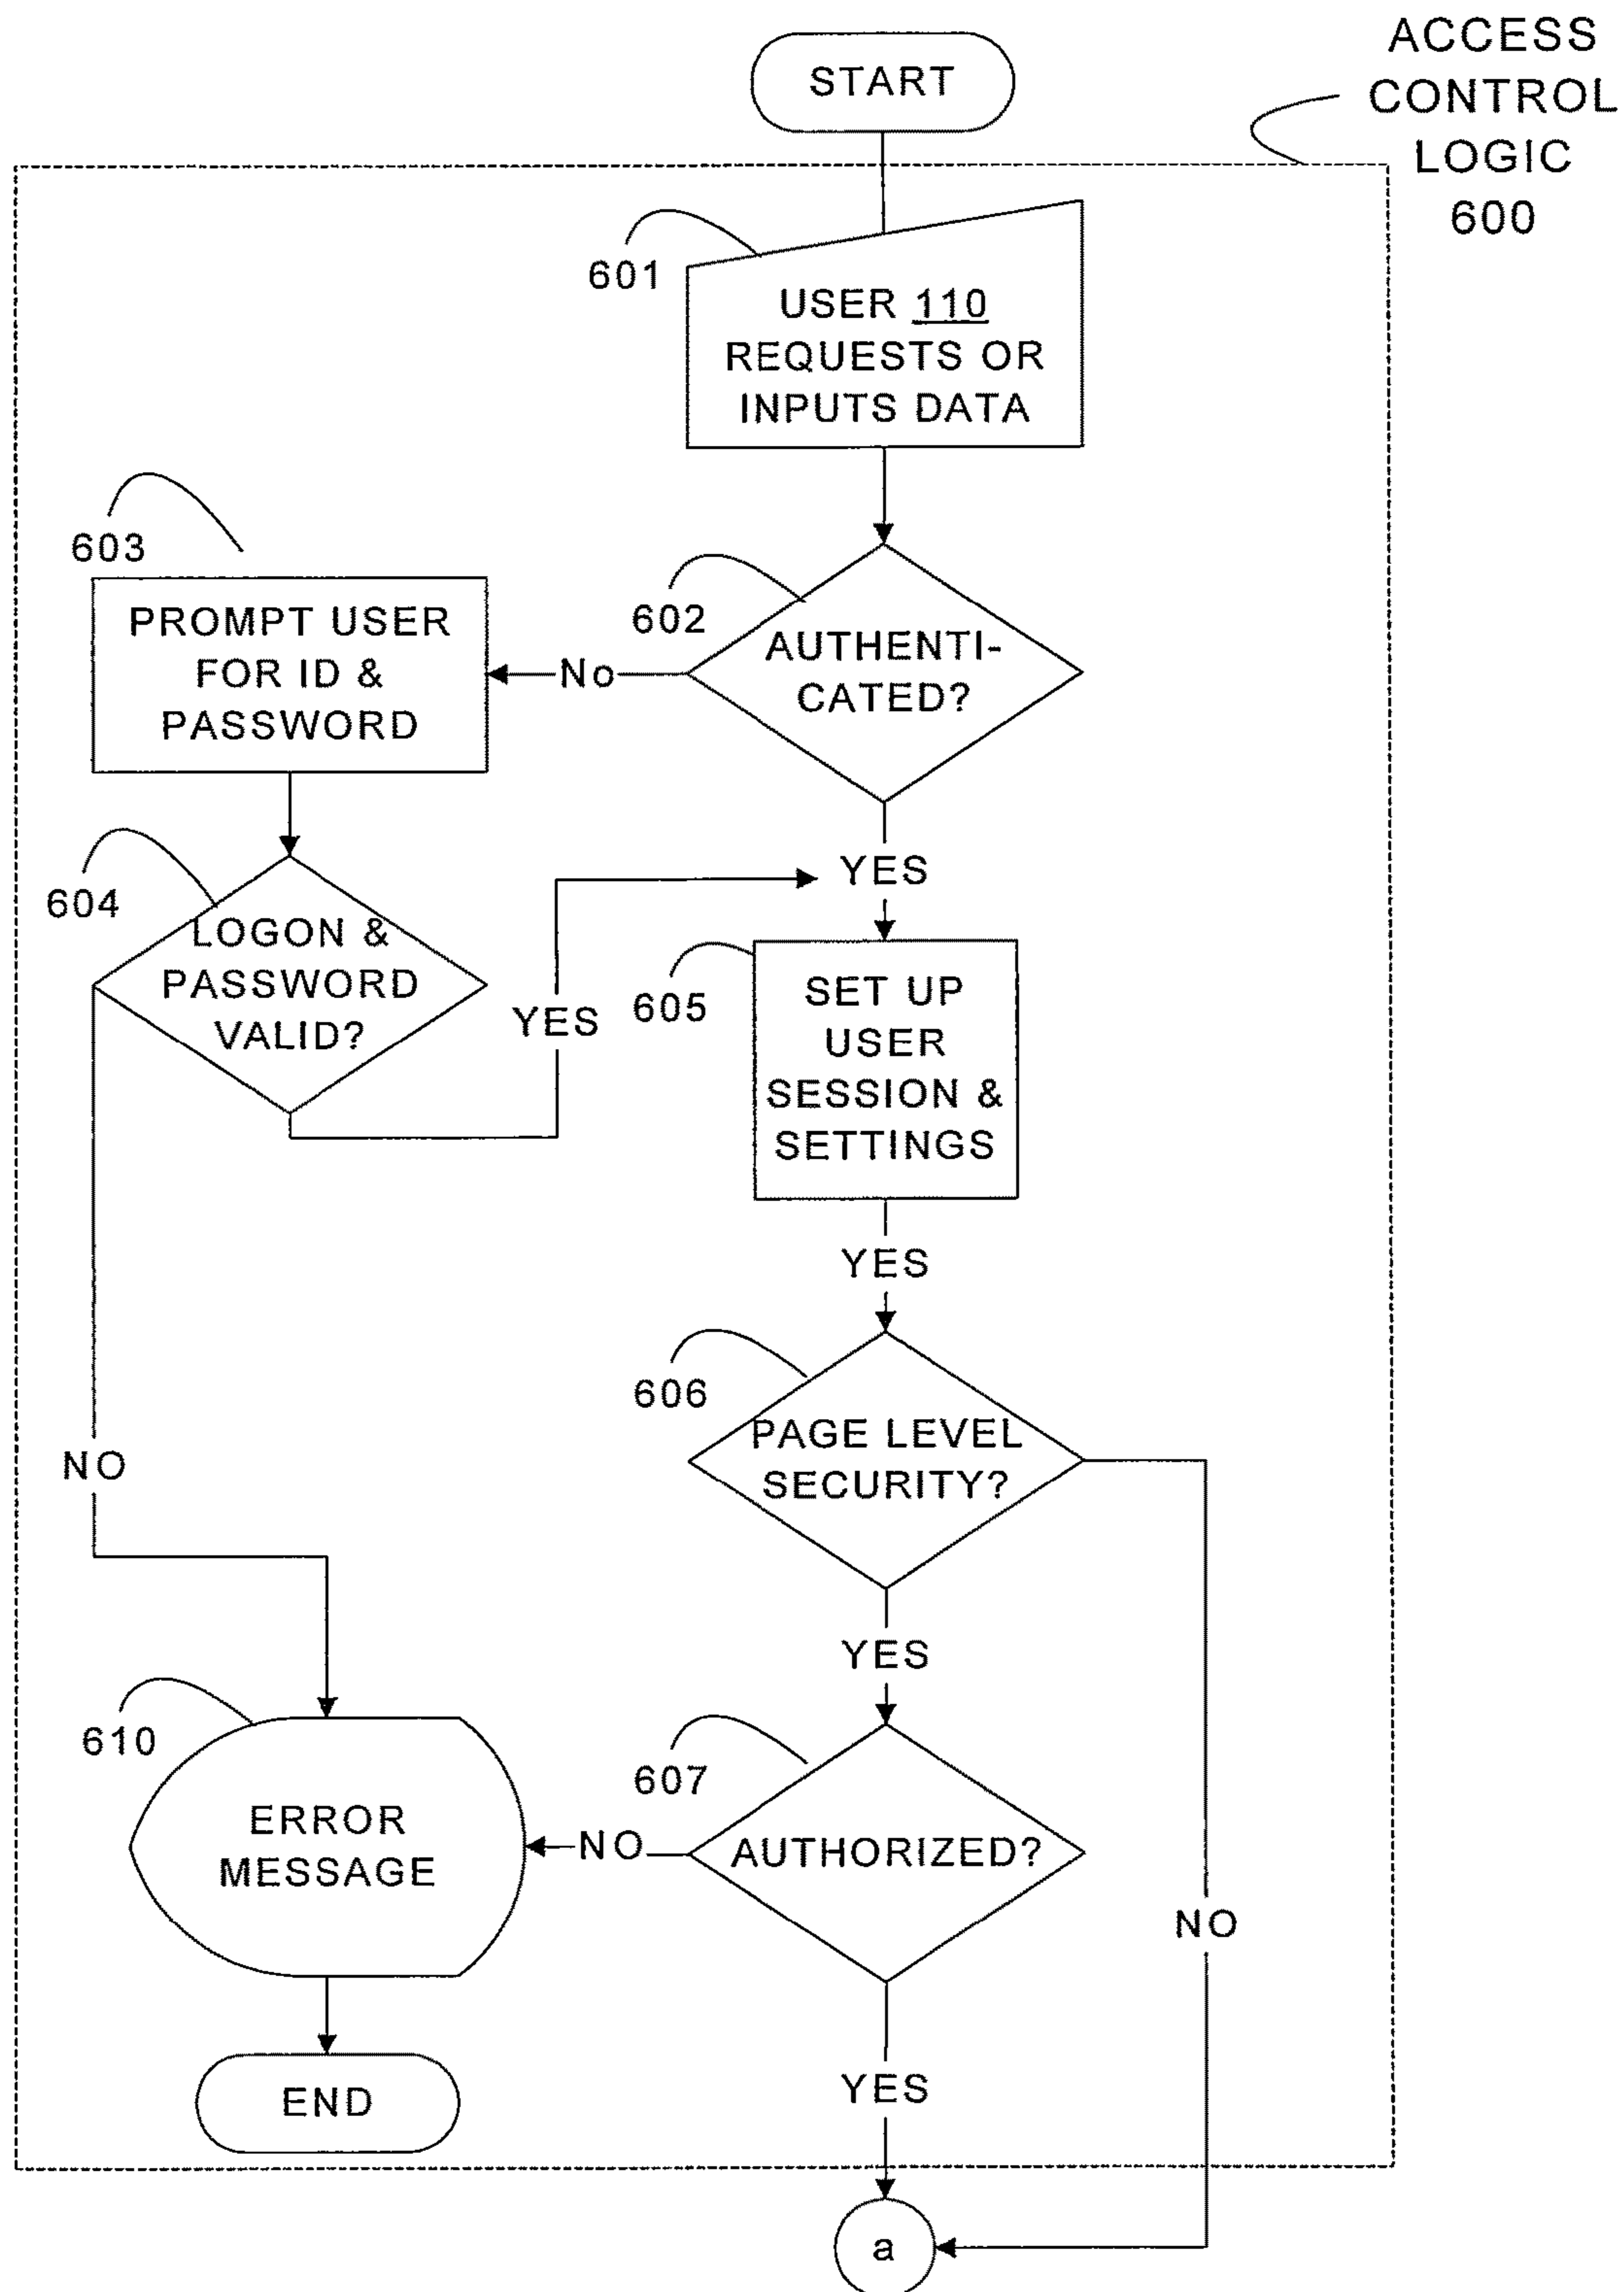 ACCESS
CONTROL
LOGIC
600
START
601
USER 110
REQUESTS OR
INPUTS DATA
603
602
PROMPT USER
FOR ID &
PASSWORD
No
AUTHENTI-
CATED?
YES
604
LOGON &
PASSWORD
VALID?
YES
605
SET UP
USER
SESSION &
SETTINGS
YES
606
PAGE LEVEL
SECURITY?
NO
YES
610
607
ERROR
MESSAGE
NO
AUTHORIZED?
NO
YES
END
a